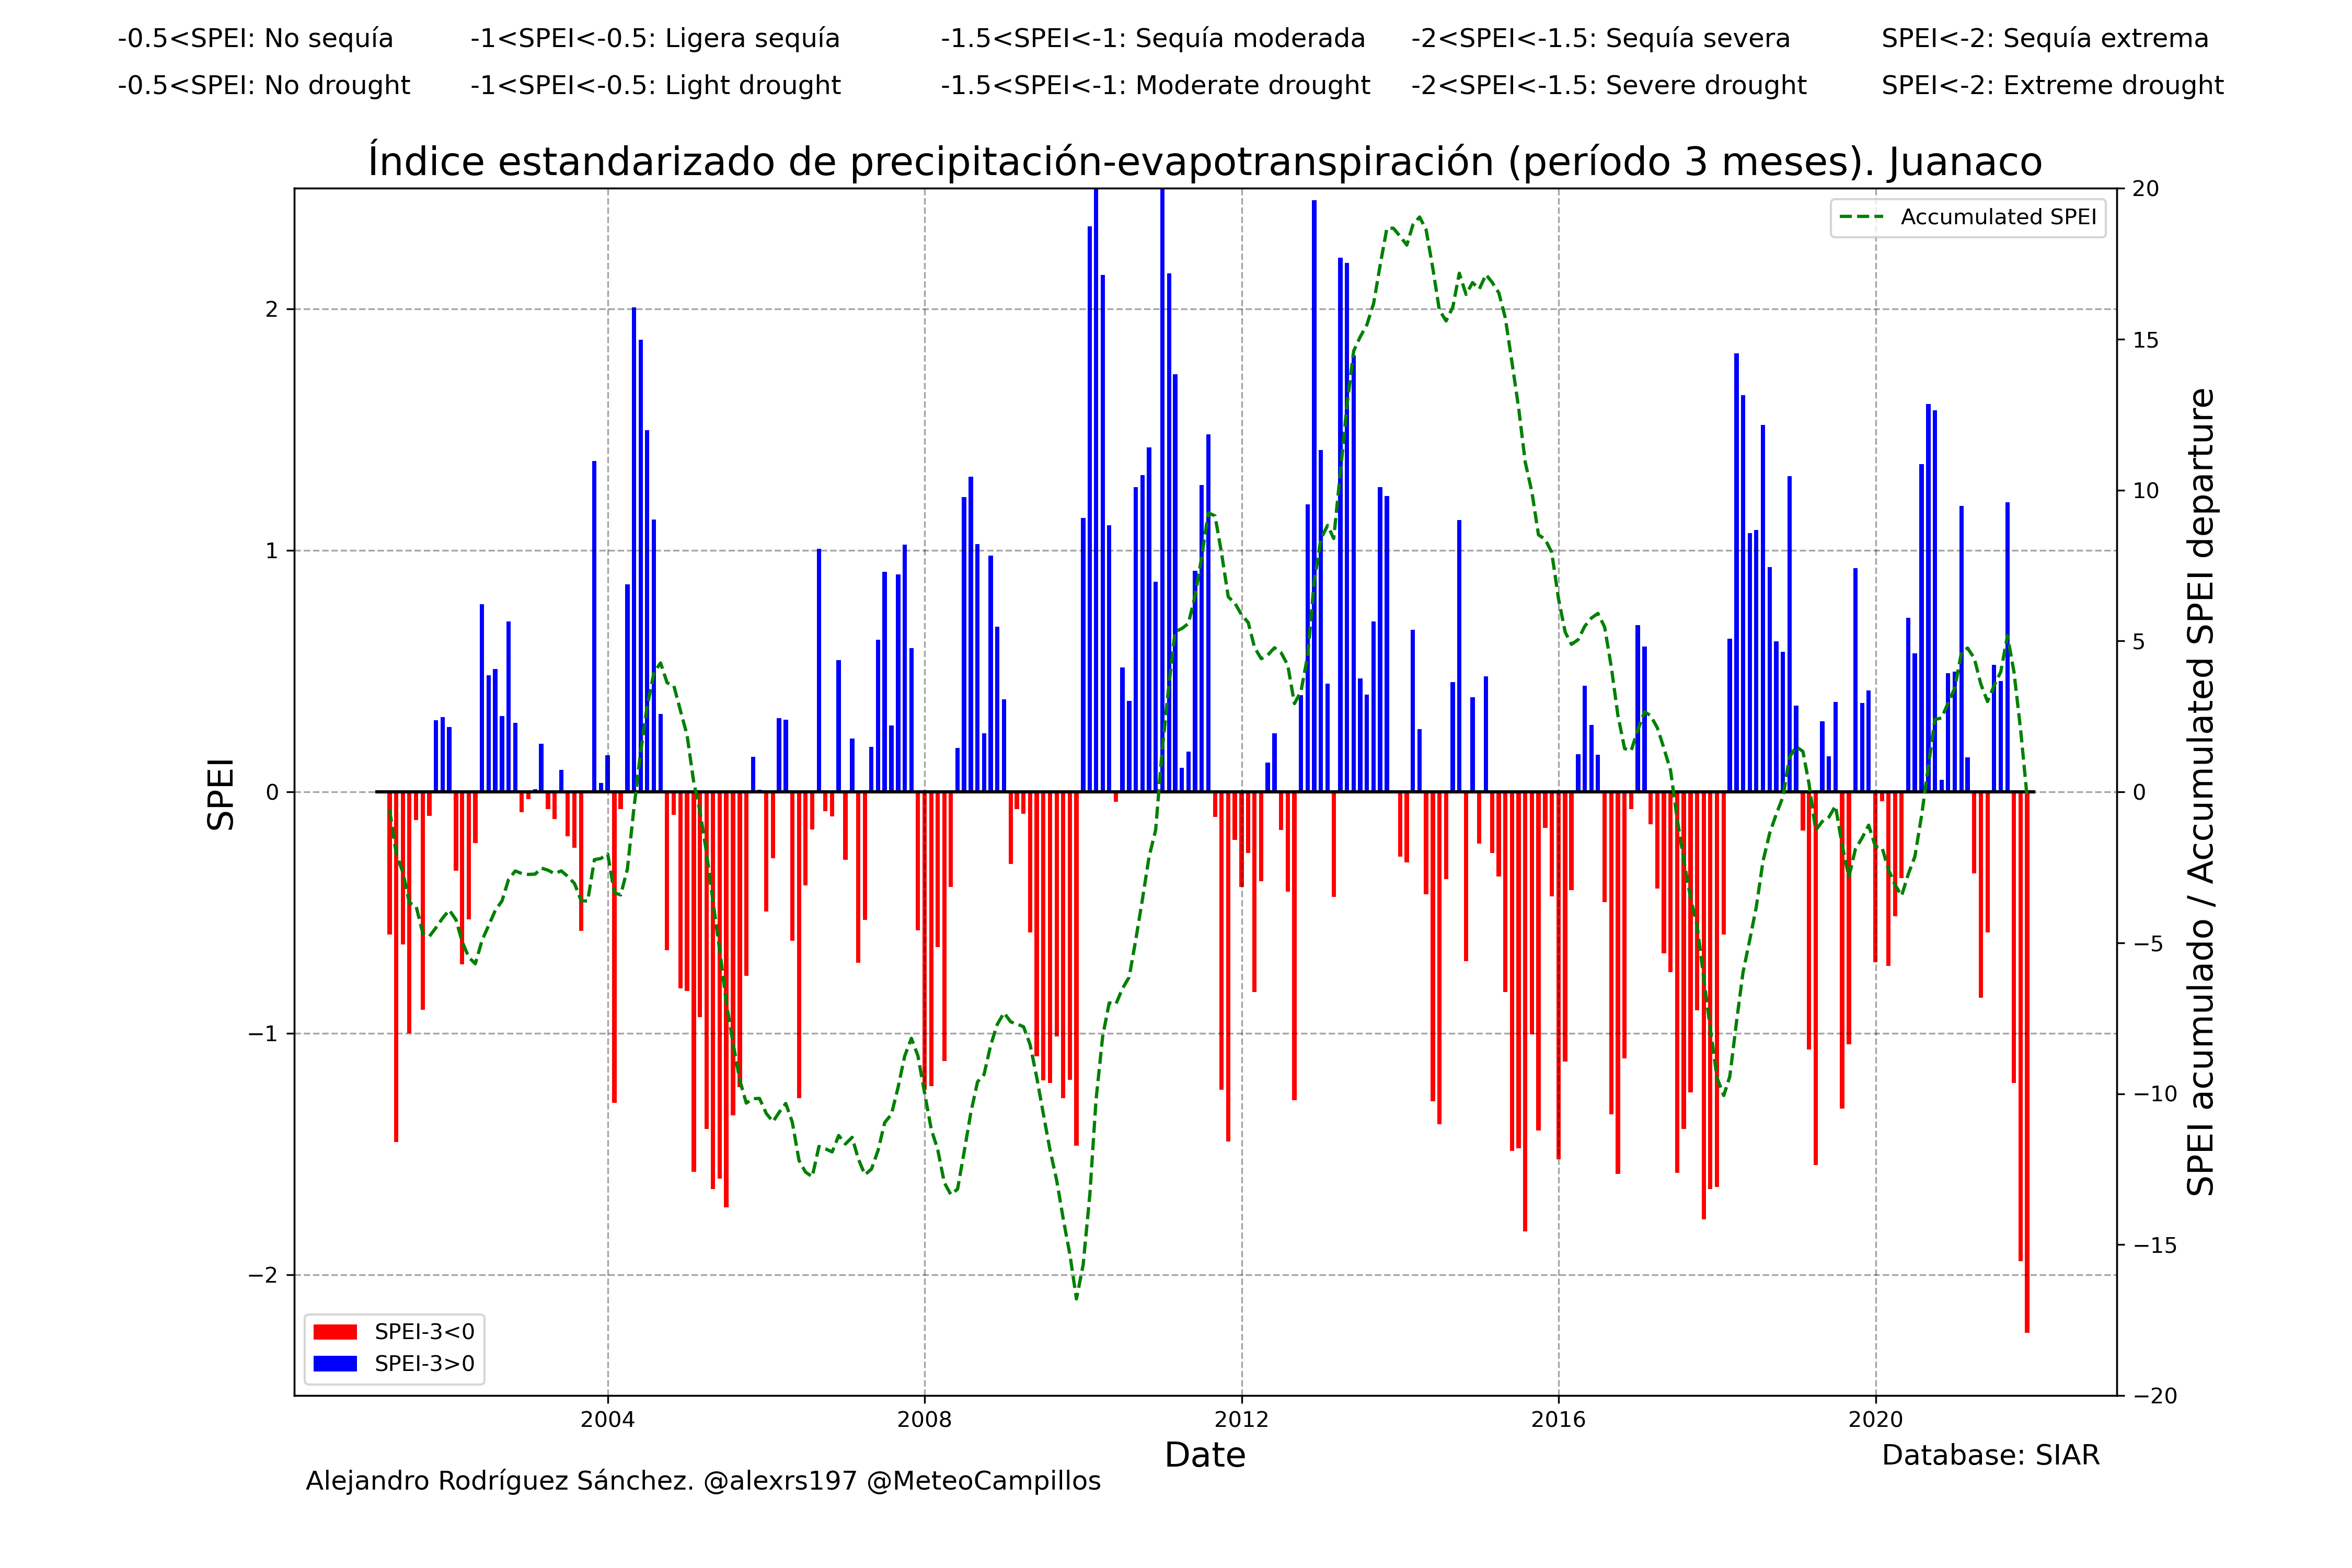 -0.5<SPEI: No sequía -1<SPEI<-0.5: Ligera sequía -1.5<SPEI<-1: Sequía moderada -2<SPEI<-1.5: Sequía severa SPEI<-2: Sequía extrema
-0.5<SPEI: No drought -1<SPEI<-0.5: Light drought -1.5<SPEI<-1: Moderate drought -2<SPEI<-1.5: Severe drought SPEI<-2: Extreme drought
Índice estandarizado de precipitación-evapotranspiración (período 3 meses). Juanaco
Accumulated SPEI
SPEI
2
1
0
−1
−2
20
15
10
5
0
−5
−10
−15
−20
SPEI acumulado / Accumulated SPEI departure
SPEI-3<0
SPEI-3>0
2004 2008 2012 2016 2020
Date
Database: SIAR
Alejandro Rodríguez Sánchez. @alexrs197 @MeteoCampillos